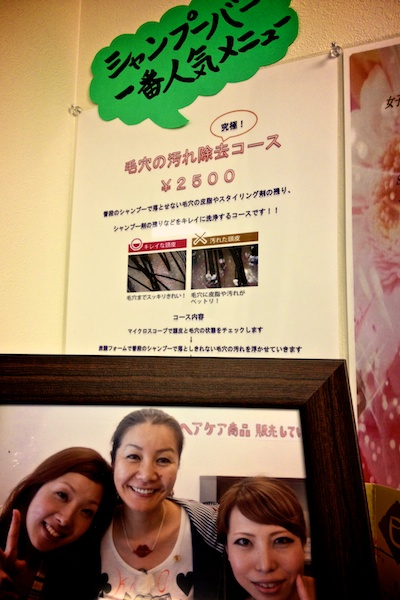 シャンプーバー
一番人気メニュー
究極！
毛穴の汚れ除去コース
￥２５００
普段のシャンプーで落とせない毛穴の皮脂やスタイリング剤の残り、
シャンプー剤の残りなどをキレイに洗浄するコースです！！
キレイな頭皮
汚れた頭皮
毛穴までスッキリきれい！
毛穴に皮脂や汚れが
ベットリ！
コース内容
マイクロスコープで頭皮と毛穴の状態をチェックします
↓
炭酸フォームで普段のシャンプーで落としきれない毛穴の汚れを浮かせていきます
ヘアケア商品 販売してい
女子